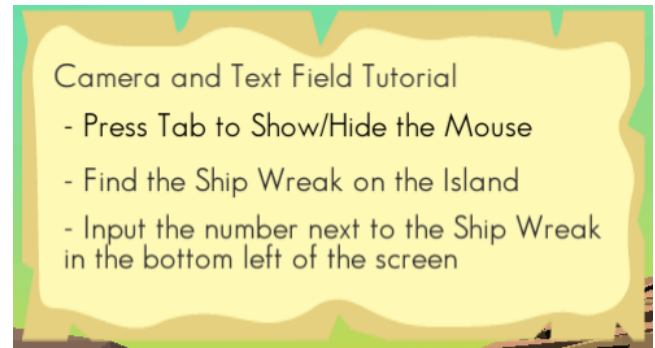 Camera and Text Field Tutorial
- Press Tab to Show/Hide the Mouse
- Find the Ship Wreak on the Island
- Input the number next to the Ship Wreak
in the bottom left of the screen